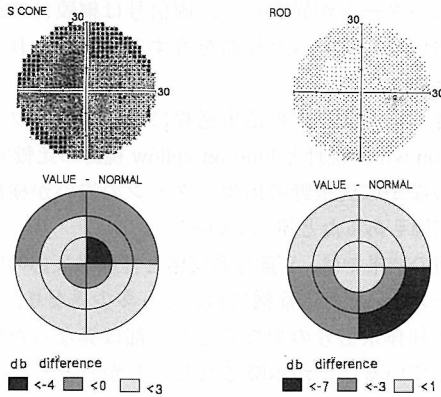 S CONE
30
30
VALUE - NORMAL
db difference
<-4 <0 <3
ROD
30
30
VALUE - NORMAL
db difference
<-7 <-3 <1